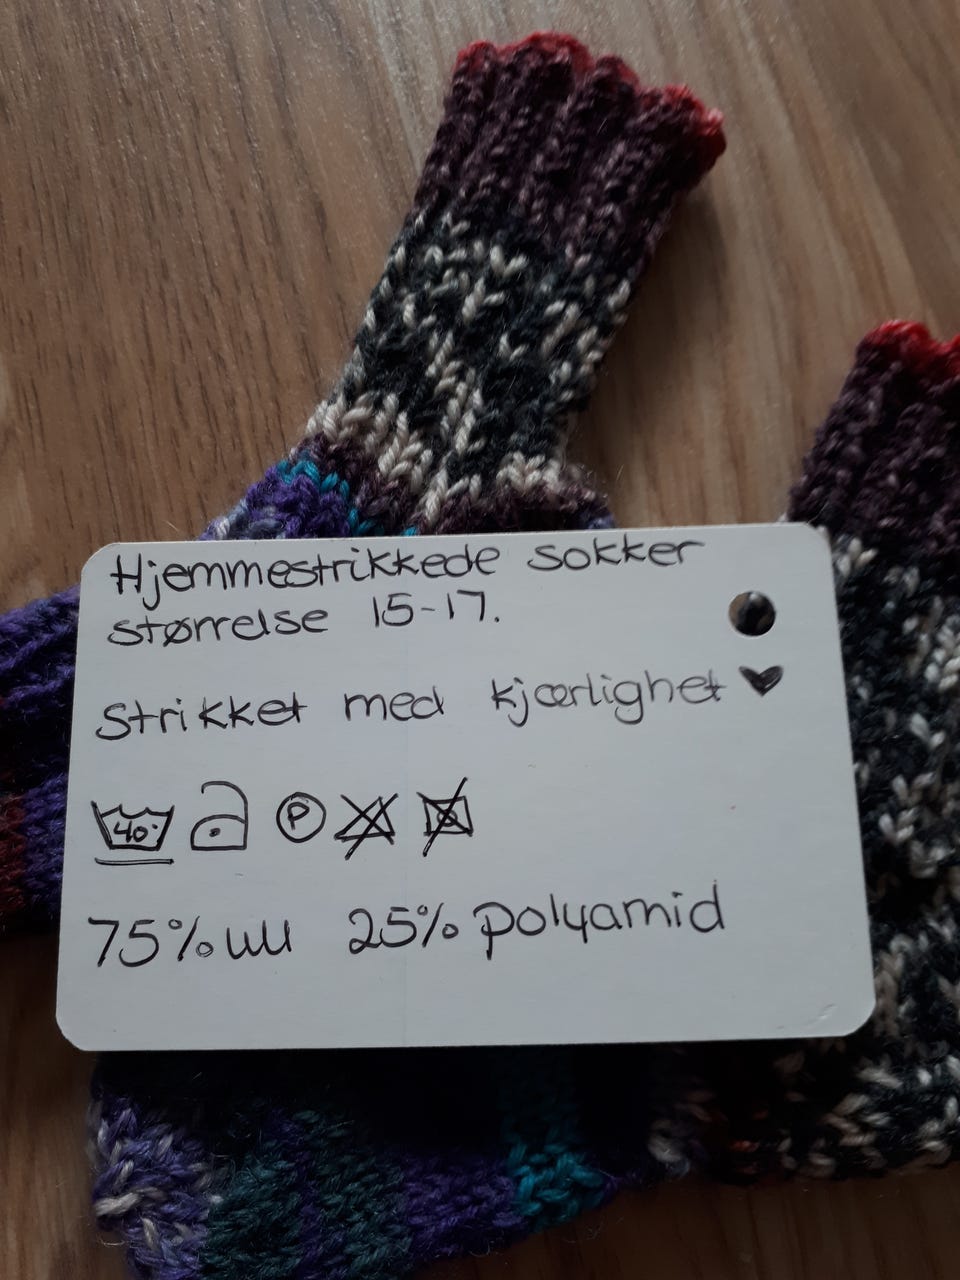 Hjemmestrikkede sokker
størrelse 15-17.
Strikket med kjærlighet ♥
40° P
75% ull 25% polyamid